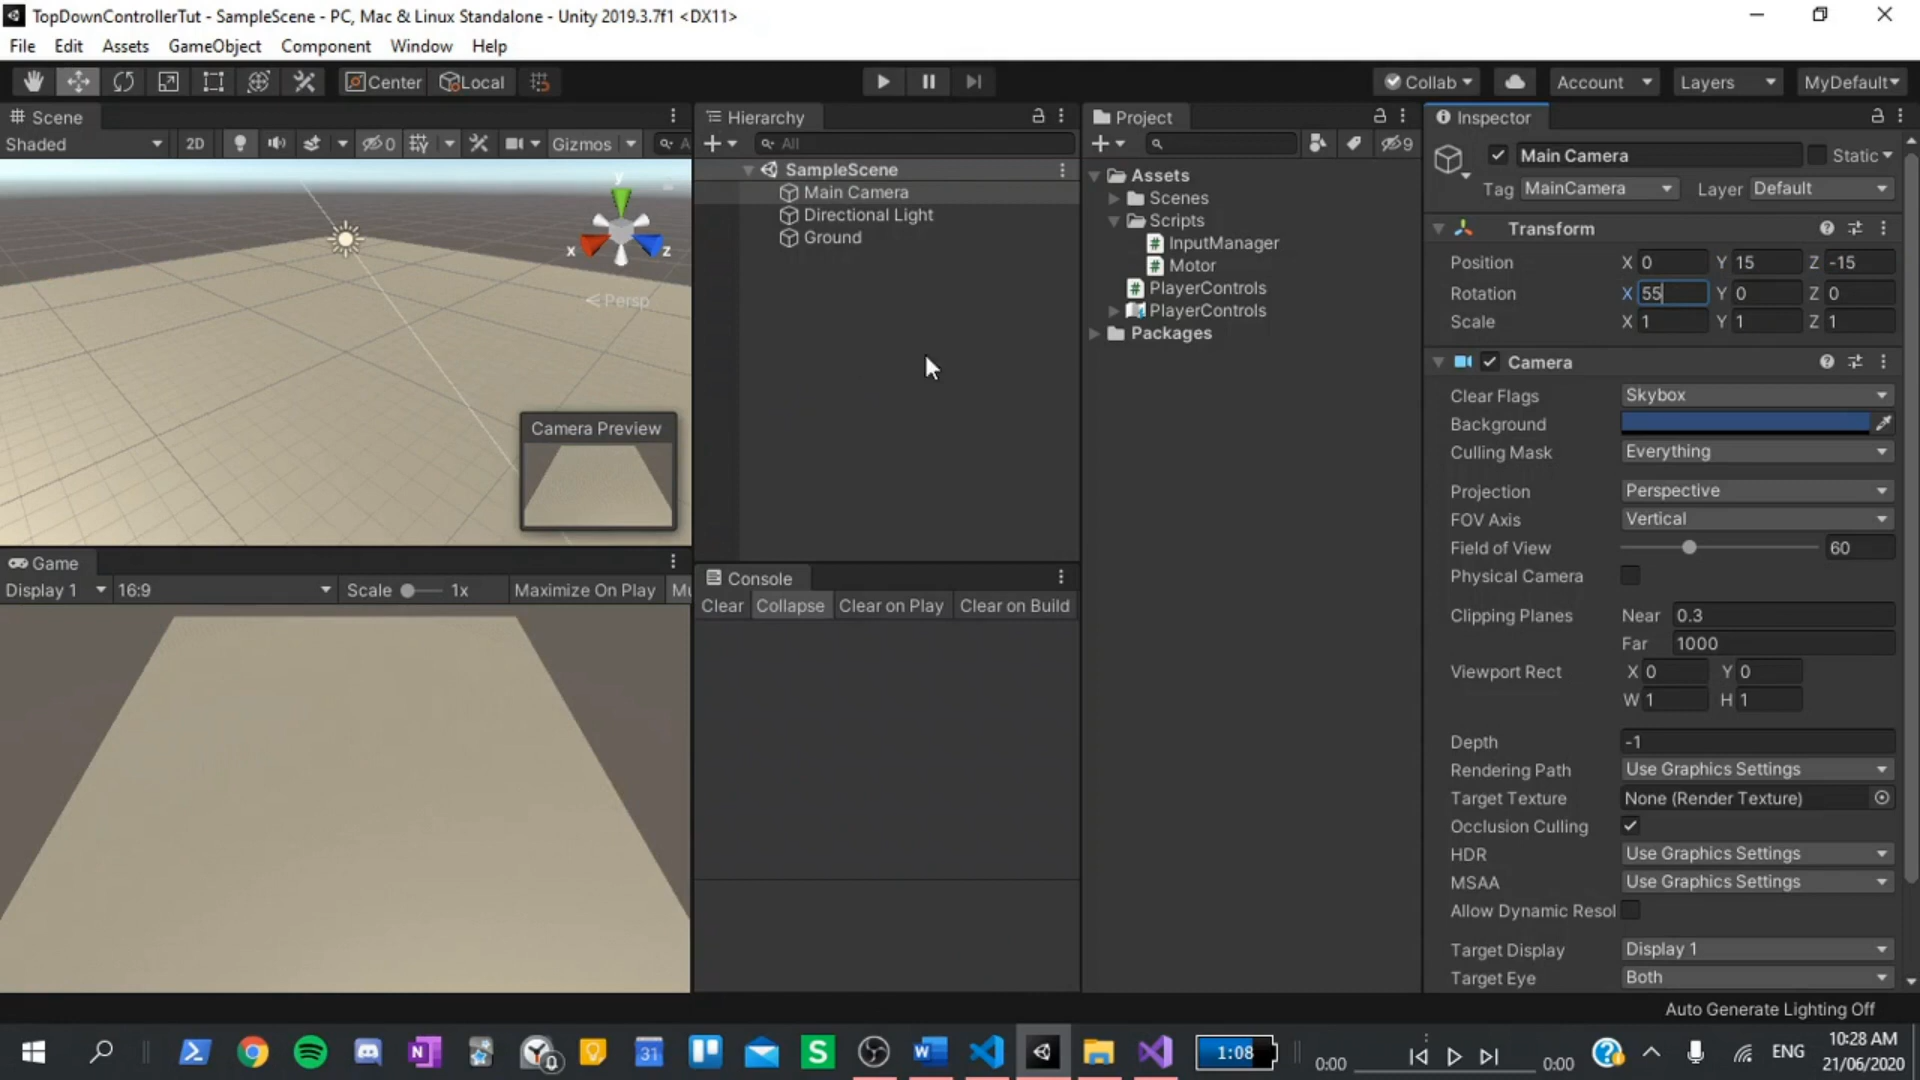 TopDownControllerTut - SampleScene - PC, Mac & Linux Standalone - Unity 2019.3.7f1 <DX11>
File Edit Assets GameObject Component Window Help
Center Local Collab Account Layers MyDefault
Scene
Shaded 2D 0 Gizmos A
y
x z
Persp
Camera Preview
Game
Display 1 16:9 Scale 1x Maximize On Play Mu
Hierarchy
All
SampleScene
Main Camera
Directional Light
Ground
Console
Clear Collapse Clear on Play Clear on Build
Project
9
Assets
Scenes
Scripts
InputManager
Motor
PlayerControls
PlayerControls
Packages
Inspector
Main Camera Static
Tag MainCamera Layer Default
Transform
Position X 0 Y 15 Z -15
Rotation X 55 Y 0 Z 0
Scale X 1 Y 1 Z 1
Camera
Clear Flags Skybox
Background
Culling Mask Everything
Projection Perspective
FOV Axis Vertical
Field of View 60
Physical Camera
Clipping Planes Near 0.3
Far 1000
Viewport Rect X 0 Y 0
W 1 H 1
Depth -1
Rendering Path Use Graphics Settings
Target Texture None (Render Texture)
Occlusion Culling
HDR Use Graphics Settings
MSAA Use Graphics Settings
Allow Dynamic Resol
Target Display Display 1
Target Eye Both
Auto Generate Lighting Off
1:08 0:00 0:00 ENG 10:28 AM
21/06/2020